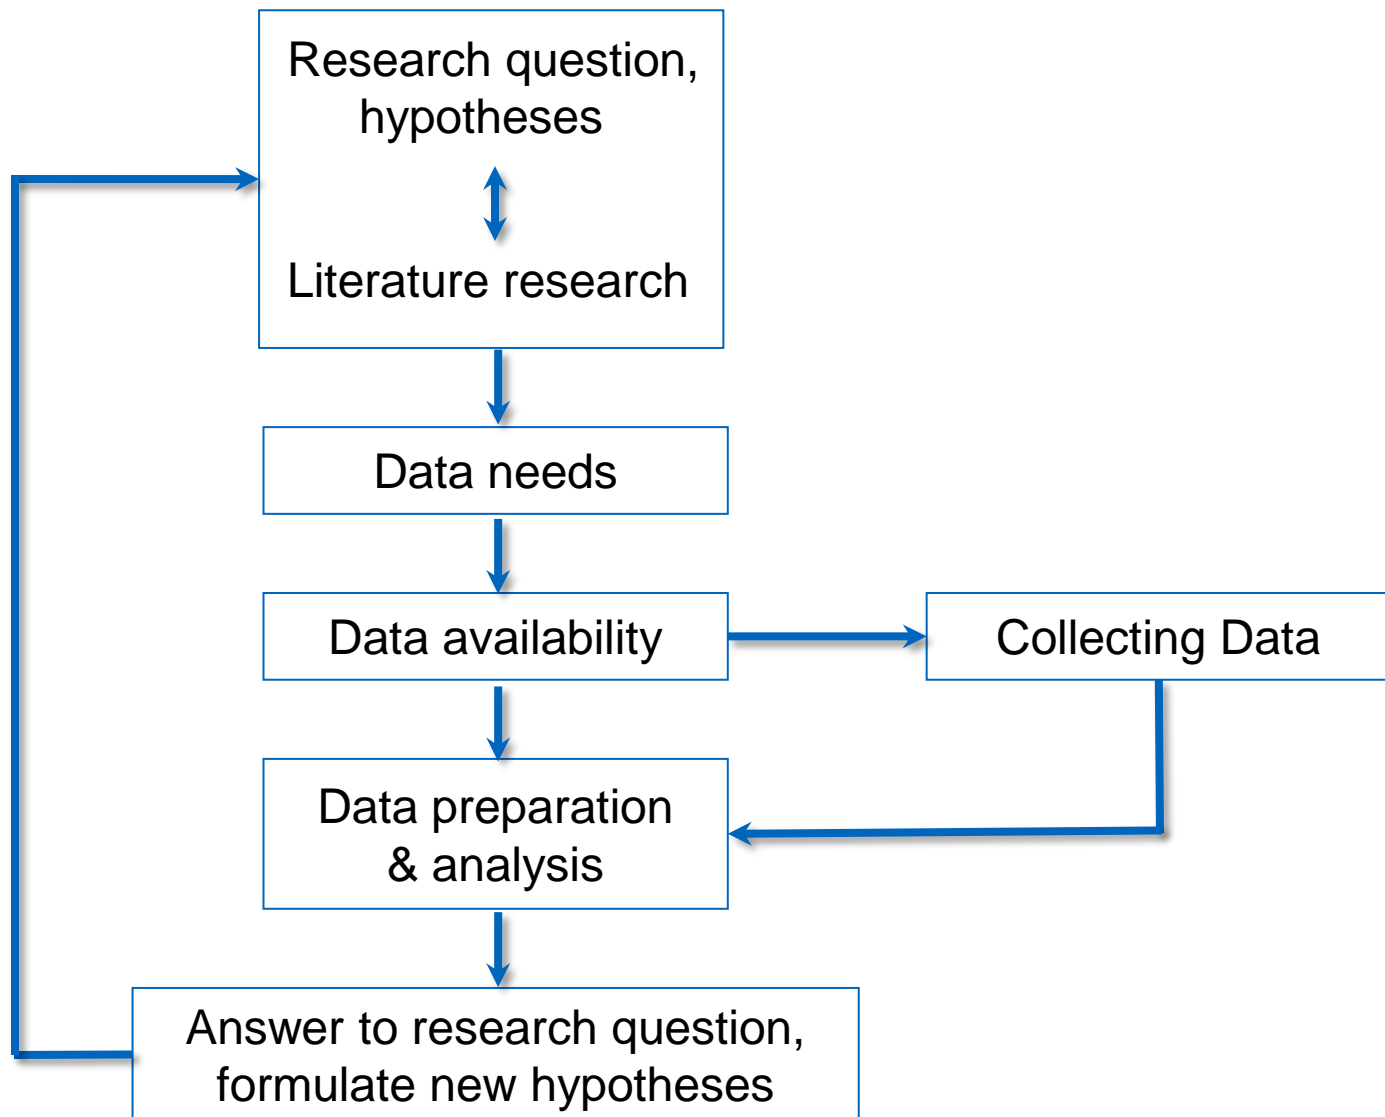 Research question,
hypotheses
Literature research
Data needs
Data availability
Collecting Data
Data preparation
& analysis
Answer to research question,
formulate new hypotheses